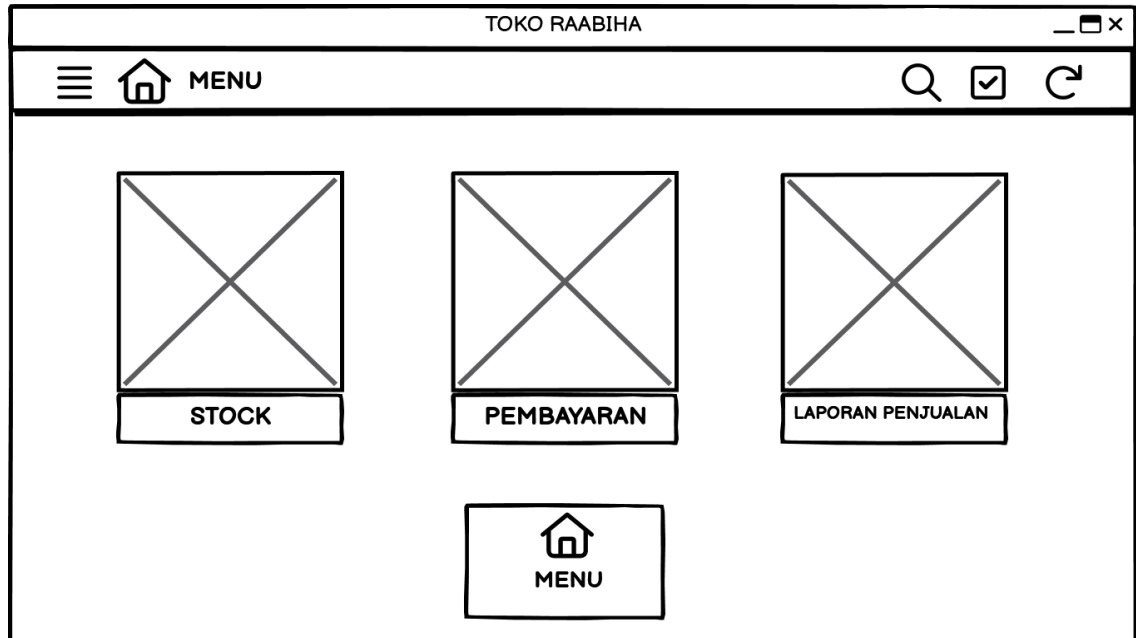 TOKO RAABIHA
MENU
STOCK
PEMBAYARAN
LAPORAN PENJUALAN
MENU